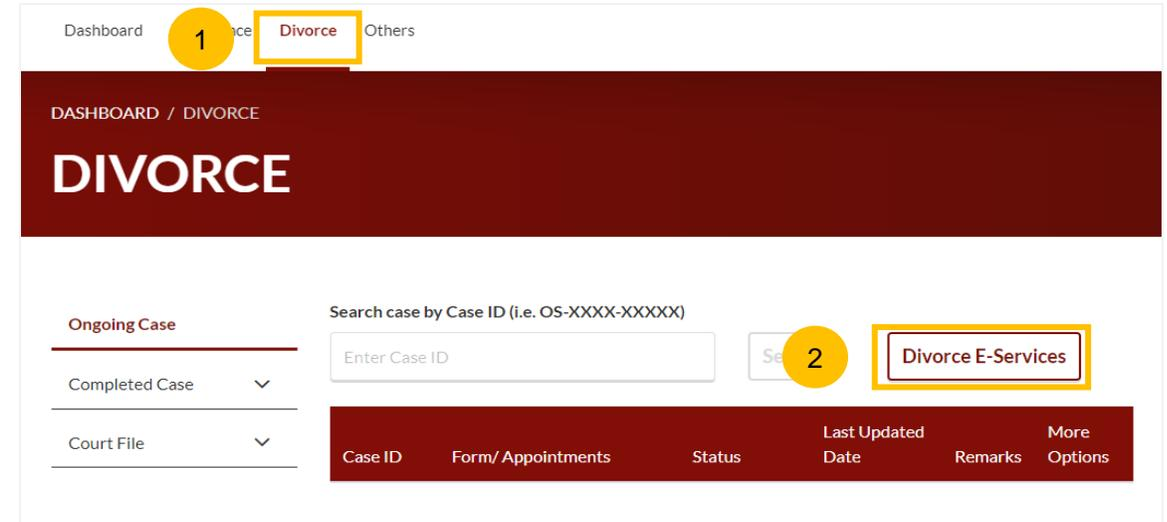 Dashboard
1
Divorce
Others
DASHBOARD / DIVORCE
DIVORCE
Ongoing Case
Completed Case
Court File
Search case by Case ID (i.e. OS-XXXX-XXXXX)
Enter Case ID
2
Divorce E-Services
Case ID
Form/ Appointments
Status
Last Updated
Date
Remarks
More
Options